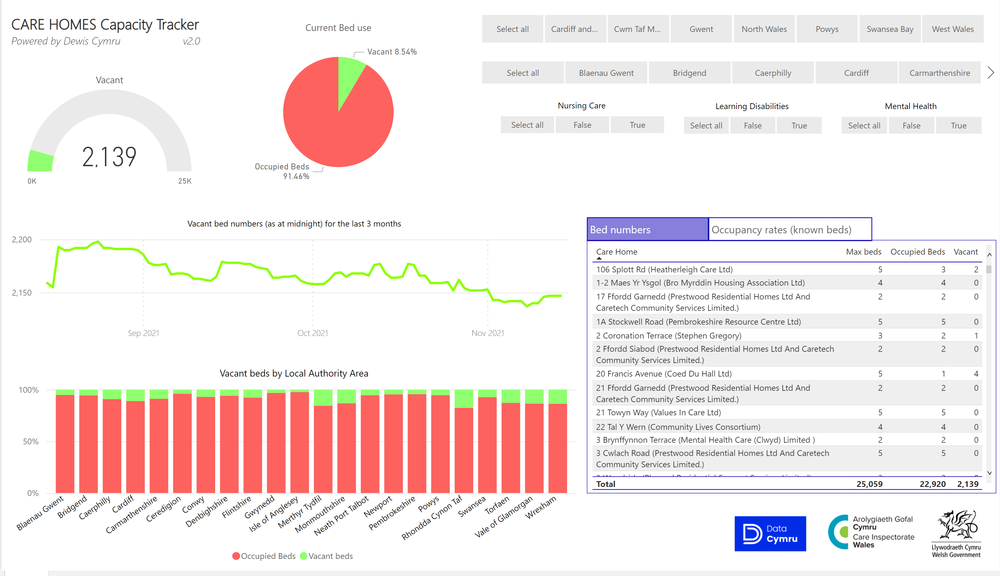 CARE HOMES Capacity Tracker
Powered by Dewis Cymru v2.0
Vacant
2,139
0K 25K
Current Bed use
Vacant 8.54%
Occupied Beds
91.46%
Select all Cardiff and... Cwm Taf M... Gwent North Wales Powys Swansea Bay West Wales
Select all Blaenau Gwent Bridgend Caerphilly Cardiff Carmarthenshire
Nursing Care
Select all False True
Learning Disabilities
Select all False True
Mental Health
Select all False True
Vacant bed numbers (as at midnight) for the last 3 months
2,200
2,150
Sep 2021 Oct 2021 Nov 2021
Vacant beds by Local Authority Area
100%
50%
0%
Blaenau Gwent
Bridgend
Caerphilly
Cardiff
Carmarthenshire
Ceredigion
Conwy
Denbighshire
Flintshire
Gwynedd
Isle of Anglesey
Merthyr Tydfil
Monmouthshire
Neath Port Talbot
Newport
Pembrokeshire
Powys
Rhondda Cynon Taf
Swansea
Torfaen
Vale of Glamorgan
Wrexham
Occupied Beds Vacant beds
Bed numbers Occupancy rates (known beds)
Care Home Max beds Occupied Beds Vacant
106 Splott Rd (Heatherleigh Care Ltd) 5 3 2
1-2 Maes Yr Ysgol (Bro Myrddin Housing Association Ltd) 4 4 0
17 Ffordd Garnedd (Prestwood Residential Homes Ltd And 2 2 0
Caretech Community Services Limited.)
1A Stockwell Road (Pembrokeshire Resource Centre Ltd) 5 5 0
2 Coronation Terrace (Stephen Gregory) 3 2 1
2 Ffordd Siabod (Prestwood Residential Homes Ltd And Caretech 2 2 0
Community Services Limited.)
20 Francis Avenue (Coed Du Hall Ltd) 5 1 4
21 Ffordd Garnedd (Prestwood Residential Homes Ltd And 2 2 0
Caretech Community Services Limited.)
21 Towyn Way (Values In Care Ltd) 5 5 0
22 Tal Y Wern (Community Lives Consortium) 4 4 0
3 Brynffynnon Terrace (Mental Health Care (Clwyd) Limited ) 2 2 0
3 Cwlach Road (Prestwood Residential Homes Ltd And Caretech 5 5 0
Community Services Limited.)
Total 25,059 22,920 2,139
Data
Cymru
Arolygiaeth Gofal
Cymru
Care Inspectorate
Wales
Llywodraeth Cymru
Welsh Government